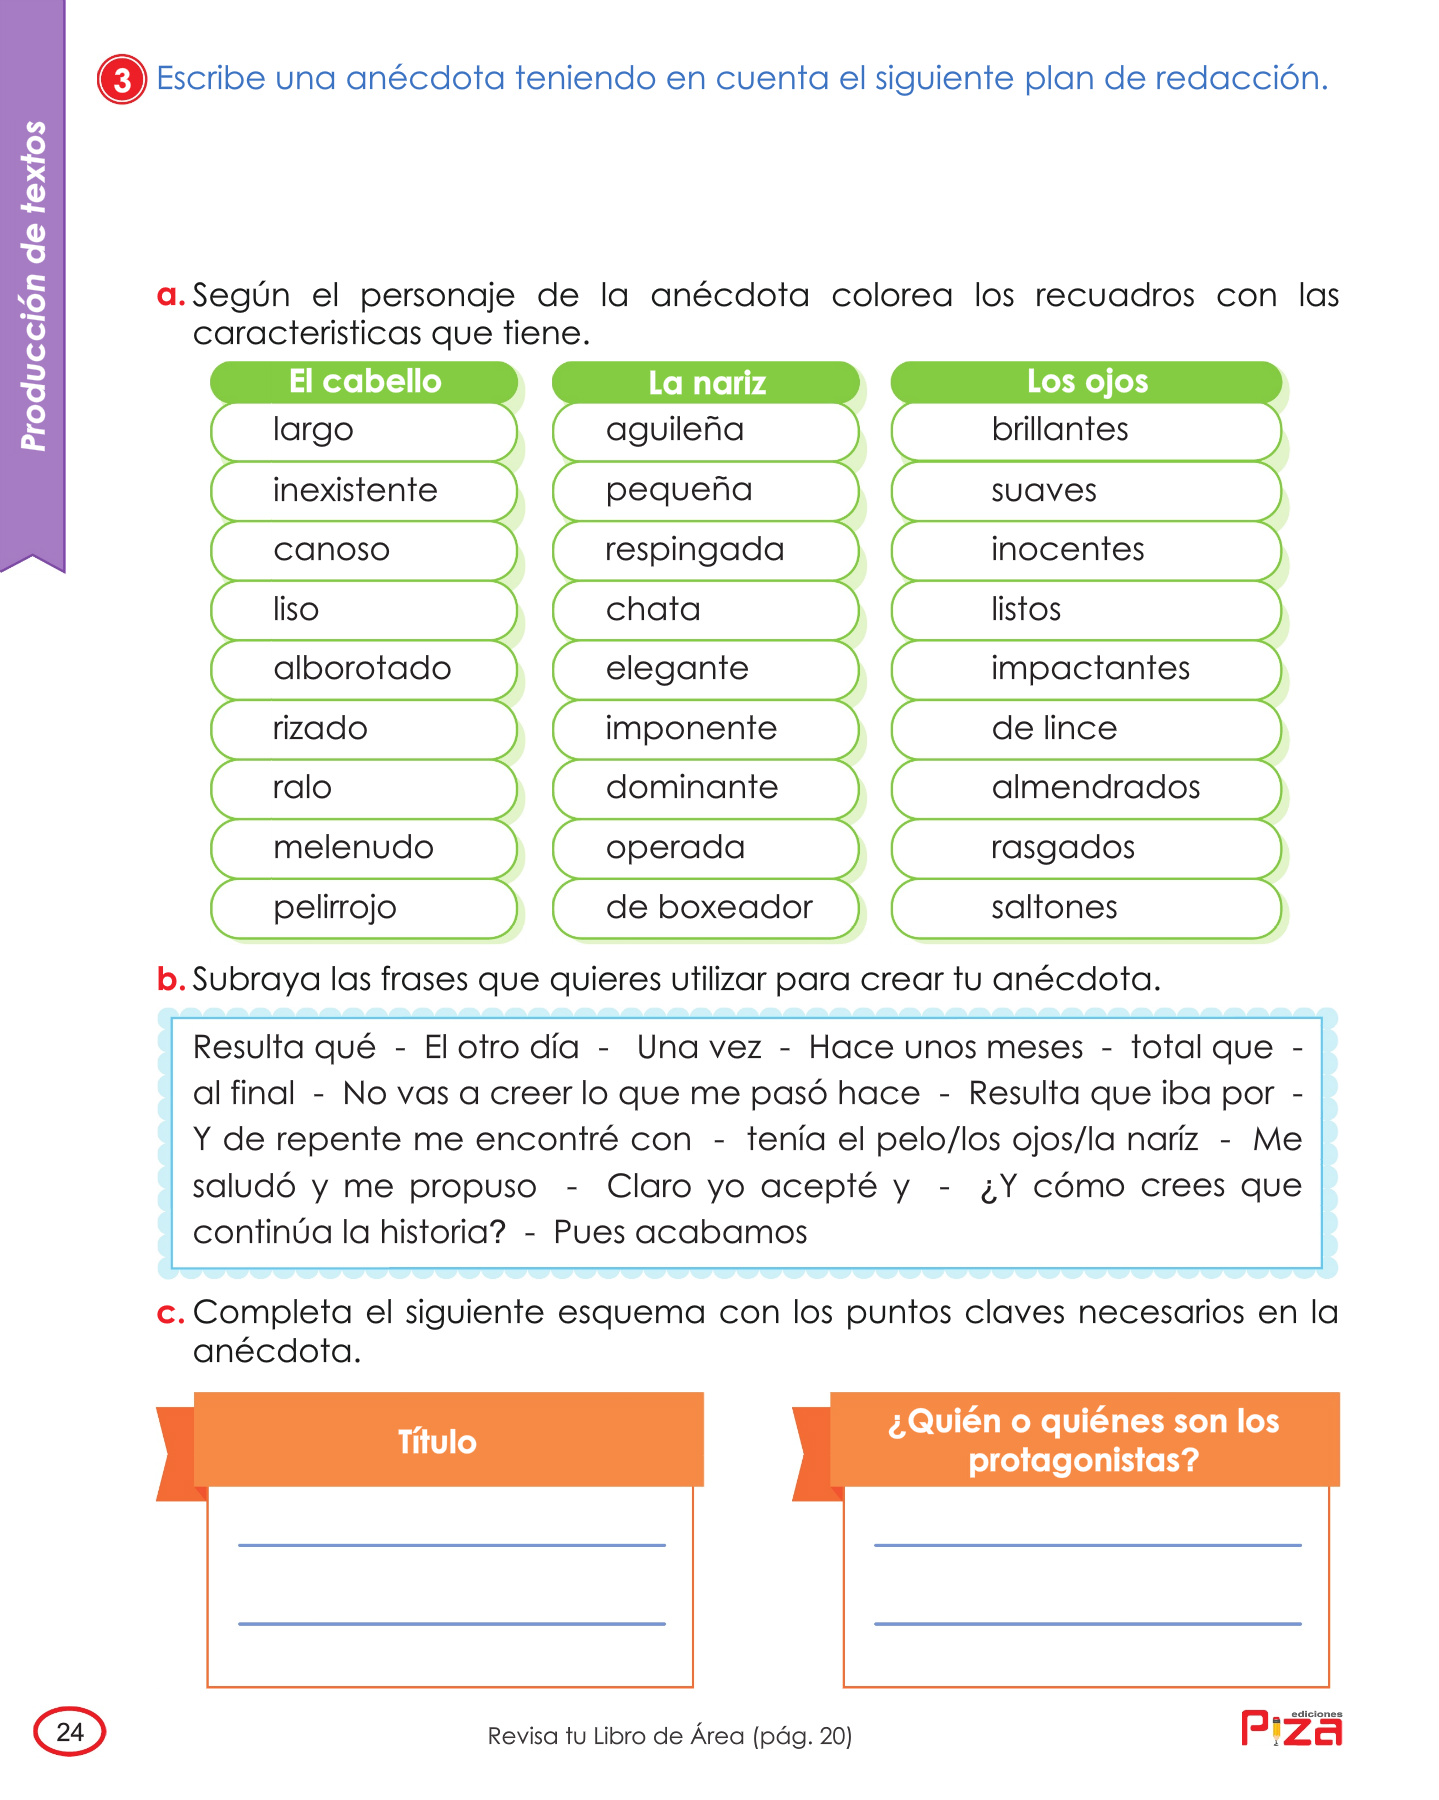 Producción de textos
3 Escribe una anécdota teniendo en cuenta el siguiente plan de redacción.
a. Según el personaje de la anécdota colorea los recuadros con las
caracteristicas que tiene.
El cabello
largo
inexistente
canoso
liso
alborotado
rizado
ralo
melenudo
pelirrojo
La nariz
aguileña
pequeña
respingada
chata
elegante
imponente
dominante
operada
de boxeador
Los ojos
brillantes
suaves
inocentes
listos
impactantes
de lince
almendrados
rasgados
saltones
b. Subraya las frases que quieres utilizar para crear tu anécdota.
Resulta qué - El otro día - Una vez - Hace unos meses - total que -
al final - No vas a creer lo que me pasó hace - Resulta que iba por -
Y de repente me encontré con - tenía el pelo/los ojos/la naríz - Me
saludó y me propuso - Claro yo acepté y - ¿Y cómo crees que
continúa la historia? - Pues acabamos
c. Completa el siguiente esquema con los puntos claves necesarios en la
anécdota.
Título
¿Quién o quiénes son los
protagonistas?
24
Revisa tu Libro de Área (pág. 20)
ediciones
Piza